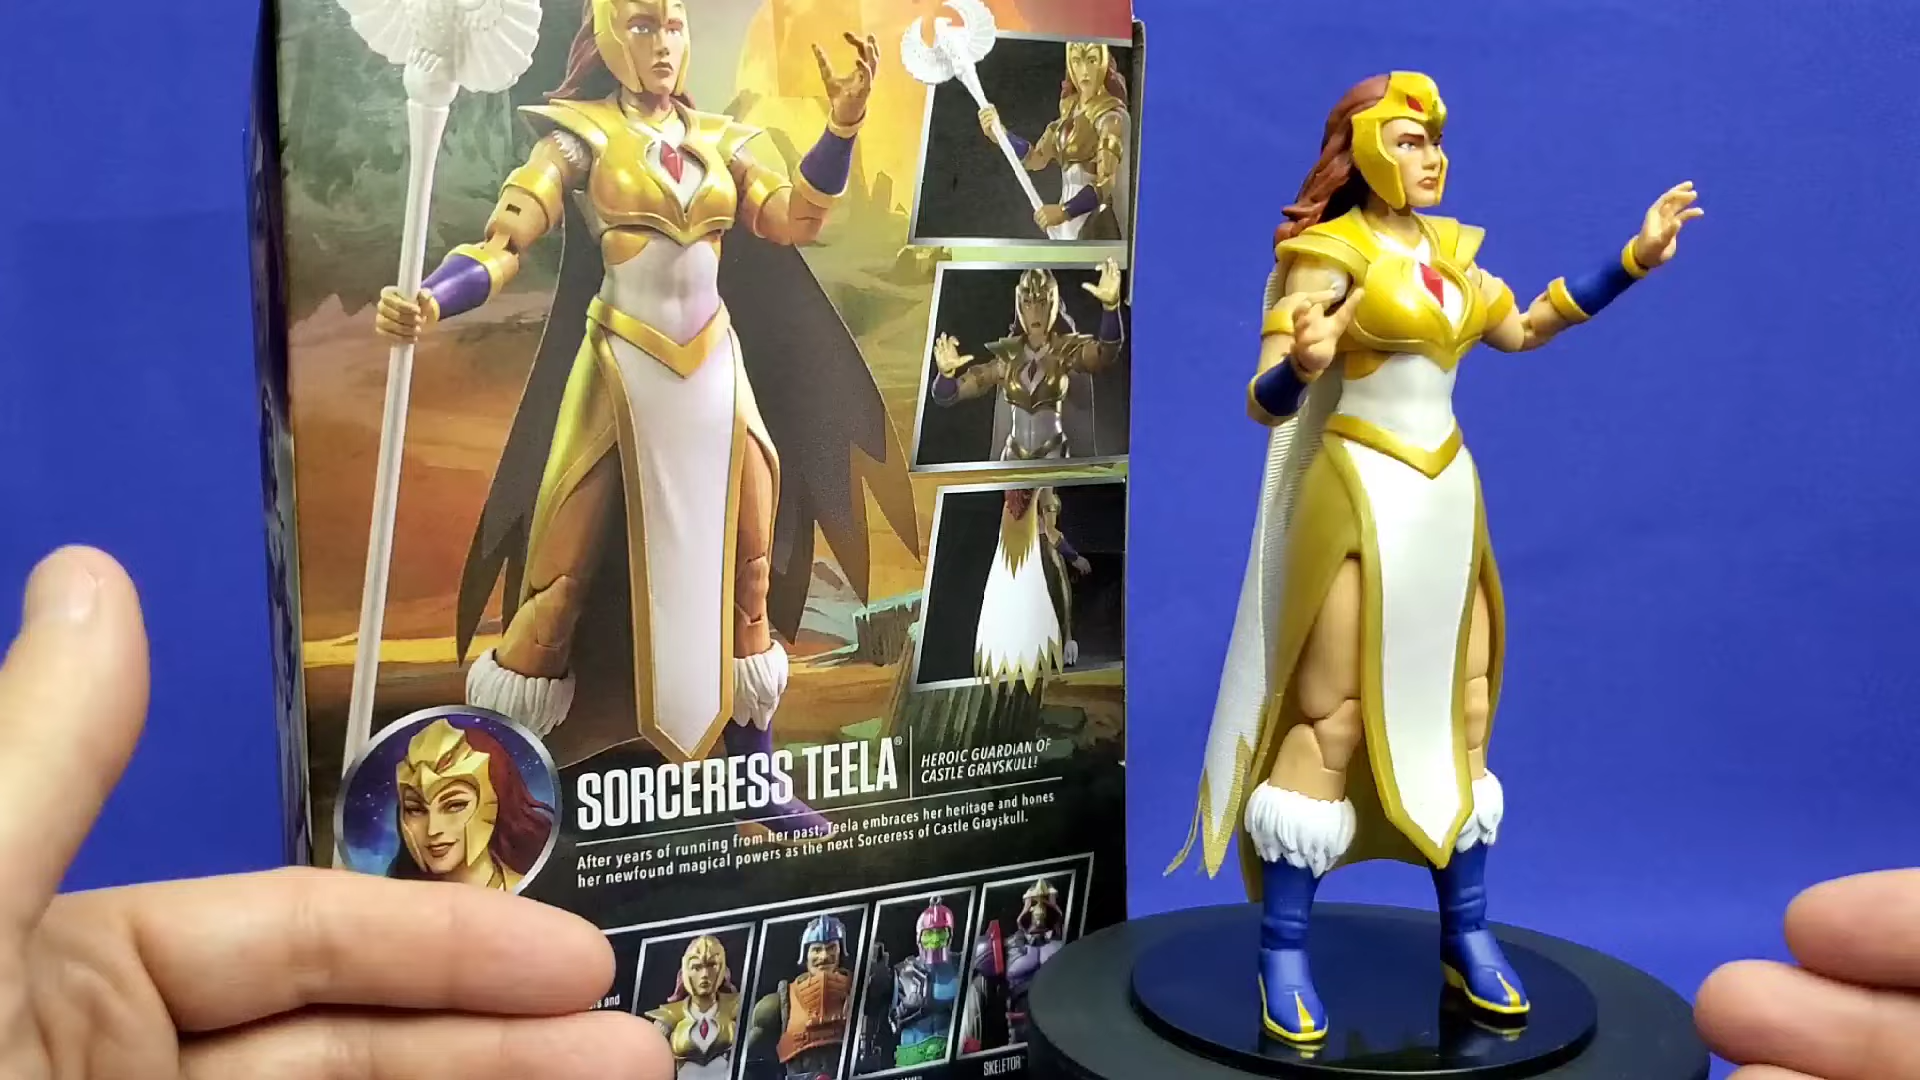 SORCERESS TEELA®
HEROIC GUARDIAN OF
CASTLE GRAYSKULL!
After years of running from her past, Teela embraces her heritage and hones
her newfound magical powers as the next Sorceress of Castle Grayskull.
and
SKELETOR